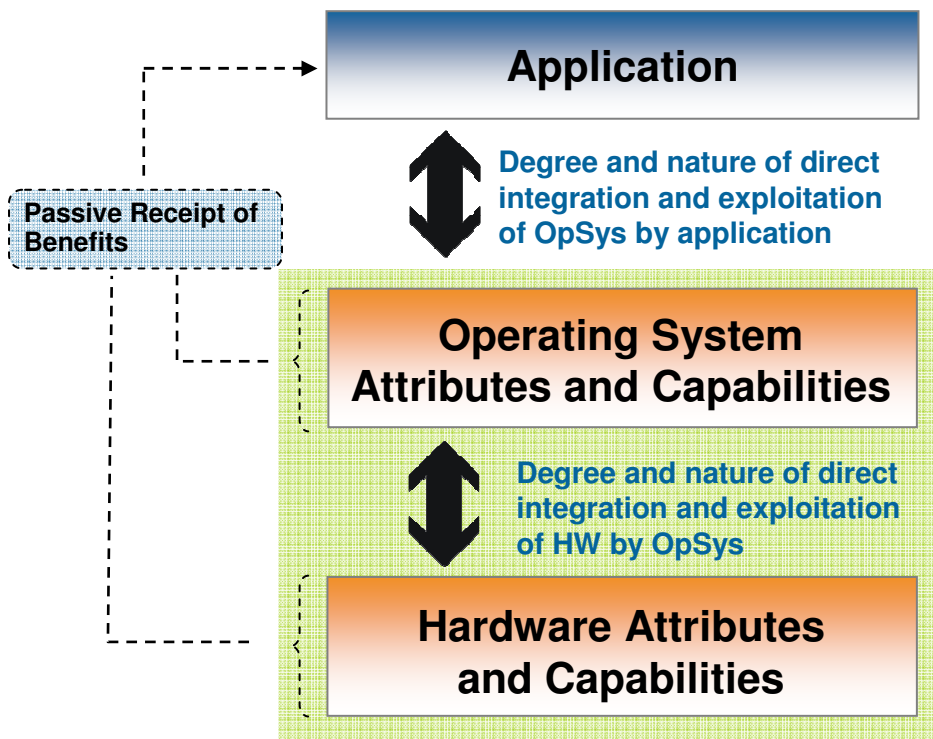 Application
Degree and nature of direct
integration and exploitation
of OpSys by application
Passive Receipt of
Benefits
Operating System
Attributes and Capabilities
Degree and nature of direct
integration and exploitation
of HW by OpSys
Hardware Attributes
and Capabilities